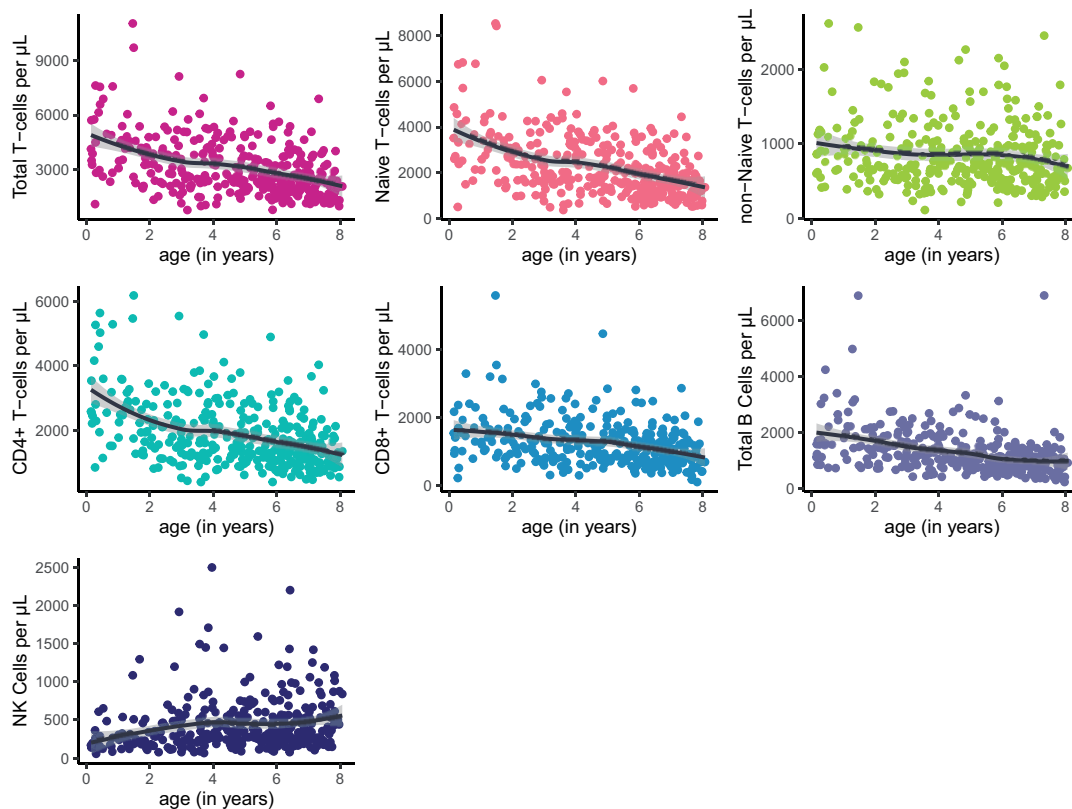 Total T−cells per µL
9000
6000
3000
0 2 4 6 8
age (in years)
Naive T−cells per µL
8000
6000
4000
2000
0
0 2 4 6 8
age (in years)
non−Naive T−cells per µL
2000
1000
0
0 2 4 6 8
age (in years)
CD4+ T−cells per µL
6000
4000
2000
0 2 4 6 8
age (in years)
CD8+ T−cells per µL
4000
2000
0
0 2 4 6 8
age (in years)
Total B Cells per µL
6000
4000
2000
0
0 2 4 6 8
age (in years)
NK Cells per µL
2500
2000
1500
1000
500
0
0 2 4 6 8
age (in years)